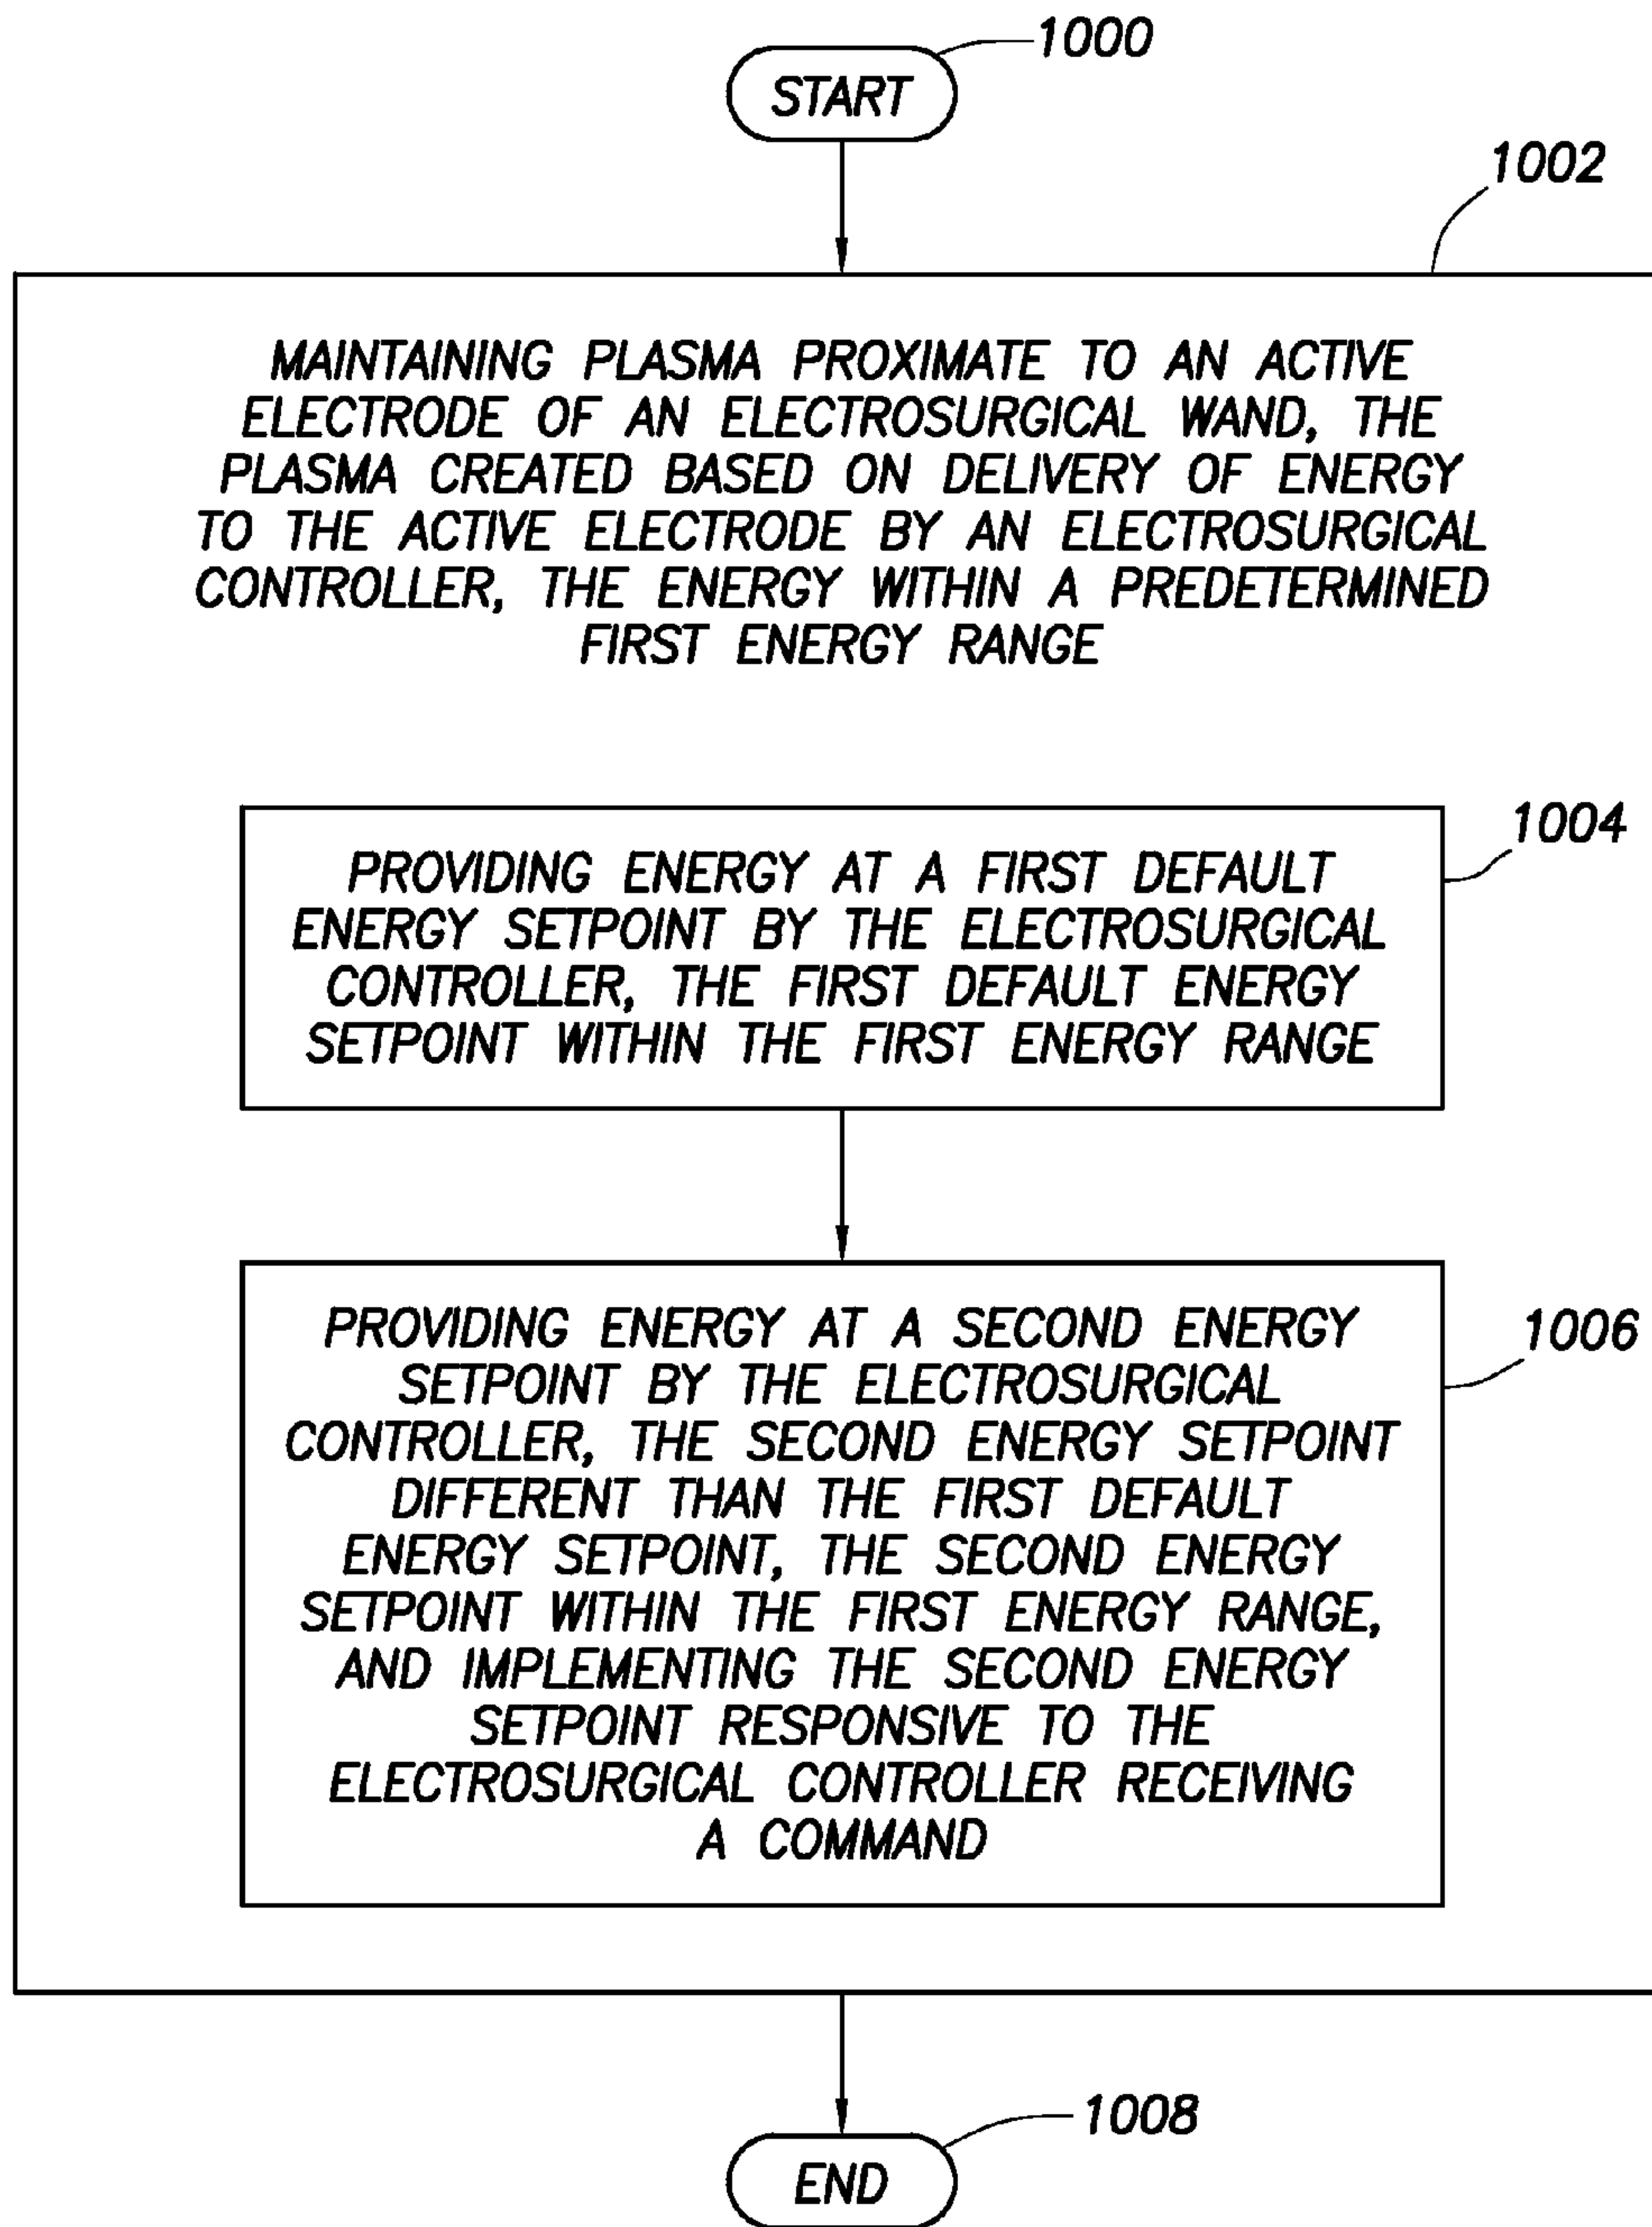 1000
START
1002
MAINTAINING PLASMA PROXIMATE TO AN ACTIVE
ELECTRODE OF AN ELECTROSURGICAL WAND, THE
PLASMA CREATED BASED ON DELIVERY OF ENERGY
TO THE ACTIVE ELECTRODE BY AN ELECTROSURGICAL
CONTROLLER, THE ENERGY WITHIN A PREDETERMINED
FIRST ENERGY RANGE
1004
PROVIDING ENERGY AT A FIRST DEFAULT
ENERGY SETPOINT BY THE ELECTROSURGICAL
CONTROLLER, THE FIRST DEFAULT ENERGY
SETPOINT WITHIN THE FIRST ENERGY RANGE
1006
PROVIDING ENERGY AT A SECOND ENERGY
SETPOINT BY THE ELECTROSURGICAL
CONTROLLER, THE SECOND ENERGY SETPOINT
DIFFERENT THAN THE FIRST DEFAULT
ENERGY SETPOINT, THE SECOND ENERGY
SETPOINT WITHIN THE FIRST ENERGY RANGE,
AND IMPLEMENTING THE SECOND ENERGY
SETPOINT RESPONSIVE TO THE
ELECTROSURGICAL CONTROLLER RECEIVING
A COMMAND
1008
END